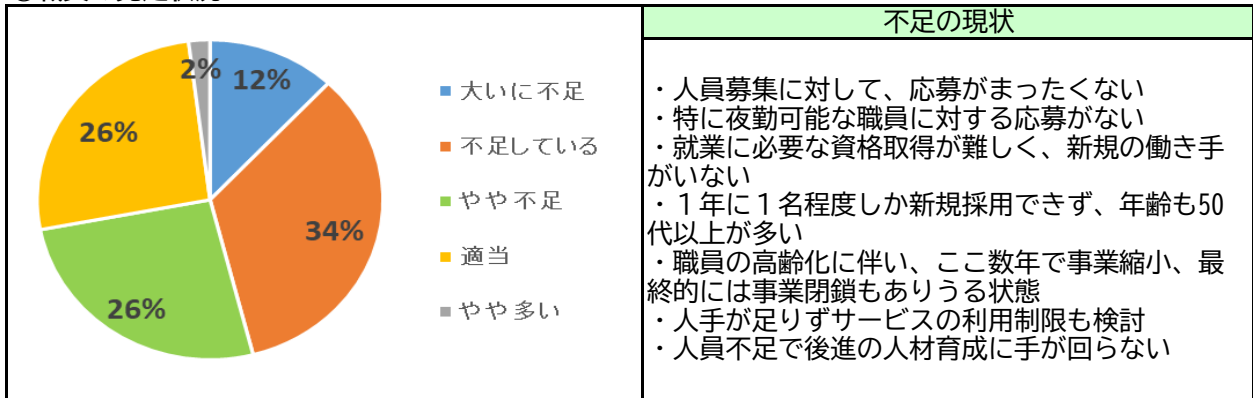 2%
12%
26%
34%
26%
大いに不足
不足している
やや不足
適当
やや多い
不足の現状
・人員募集に対して、応募がまったくない
・特に夜勤可能な職員に対する応募がない
・就業に必要な資格取得が難しく、新規の働き手
がいない
・１年に１名程度しか新規採用できず、年齢も50
代以上が多い
・職員の高齢化に伴い、ここ数年で事業縮小、最
終的には事業閉鎖もありうる状態
・人手が足りずサービスの利用制限も検討
・人員不足で後進の人材育成に手が回らない